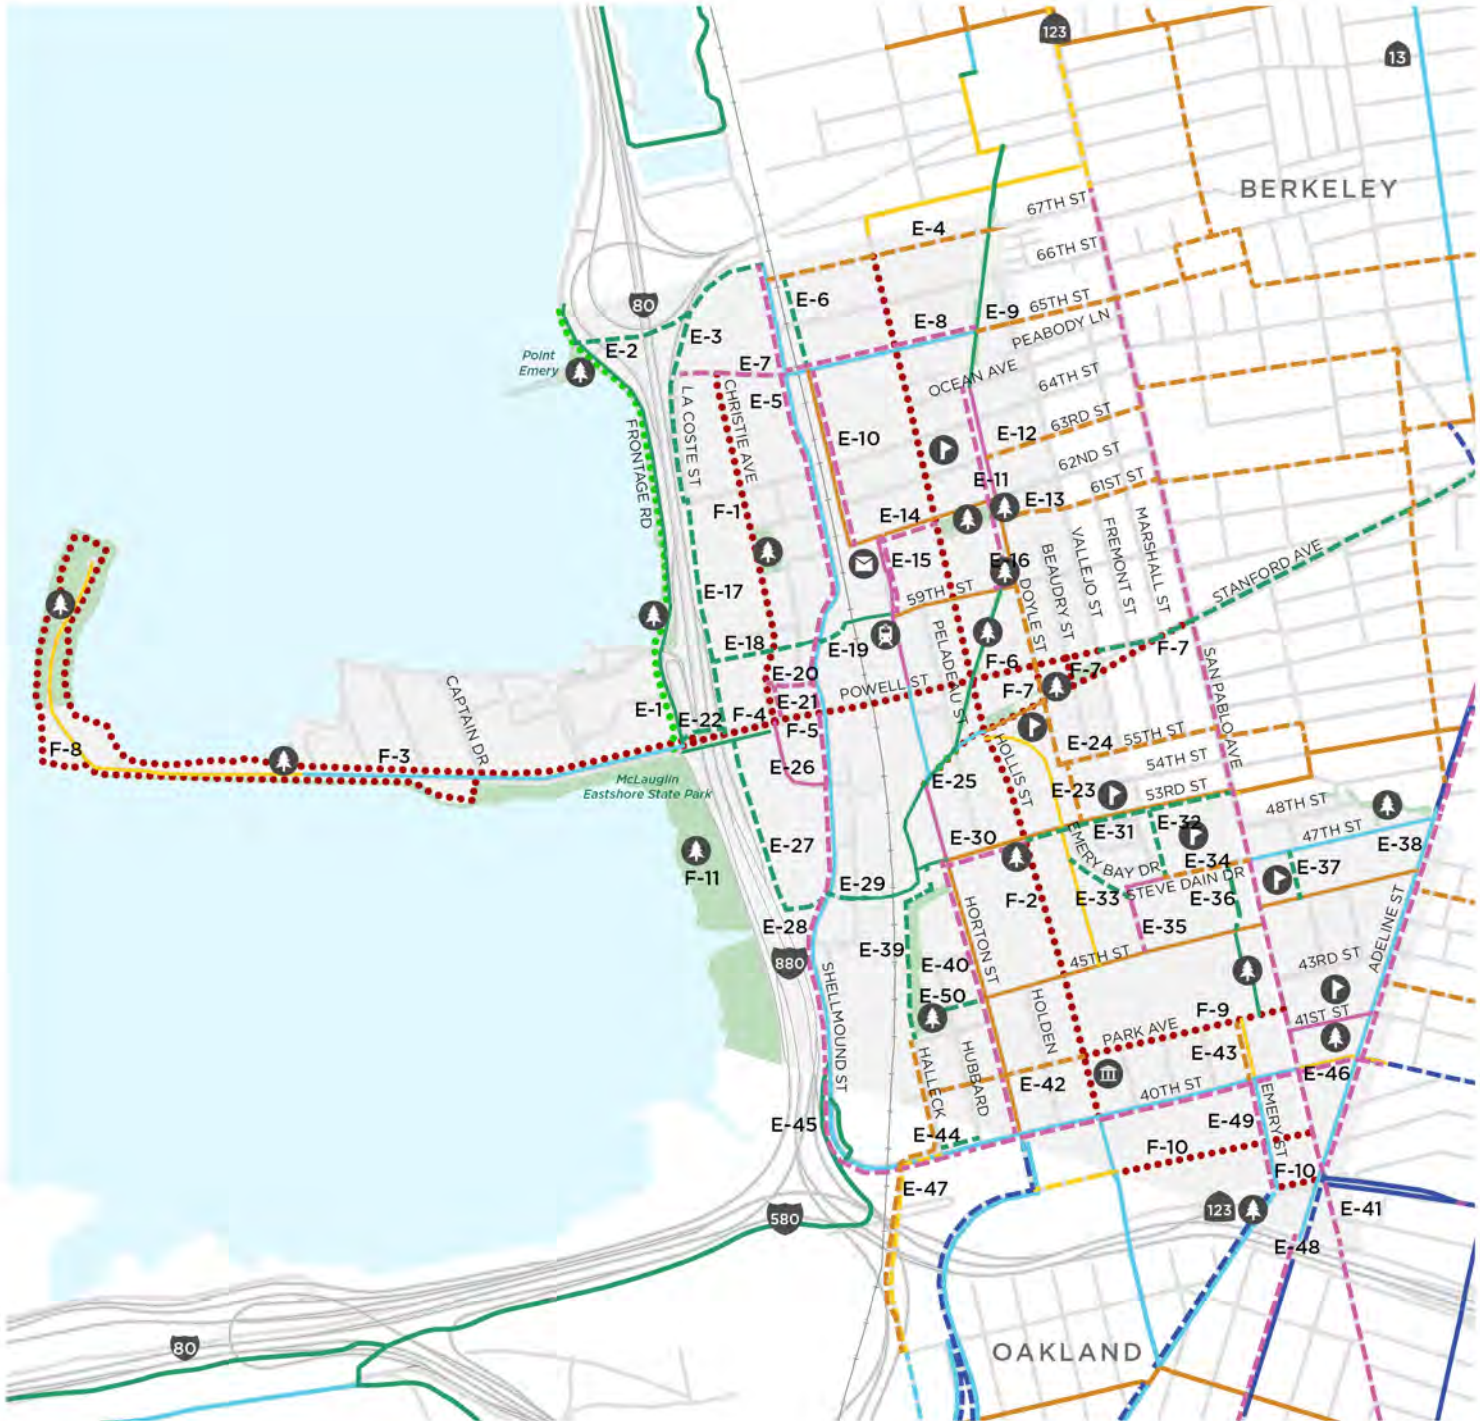 123
13
BERKELEY
67TH ST
E-4
66TH ST
80
E-6
65TH ST
E-9
E-8
PEABODY LN
E-3
E-2
Point
Emery
E-7
OCEAN AVE
64TH ST
LA COSTE ST
CHRISTIE AVE
E-5
63RD ST
E-12
E-10
FRONTAGE RD
62ND ST
61ST ST
E-11
E-13
F-1
E-14
MARSHALL ST
FREMONT ST
VALLEJO ST
BEAUDRY ST
STANFORD AVE
E-15
E-16
E-17
59TH ST
DOYLE ST
PELADEAU ST
E-18
E-19
F-7
F-6
F-7
SAN PABLO AVE
E-20
POWELL ST
F-7
CAPTAIN DR
E-1
E-21
E-22
F-4
F-5
HOLLIS ST
55TH ST
E-24
F-8
F-3
54TH ST
E-26
McLaughlin
Eastshore State Park
E-25
E-23
53RD ST
48TH ST
E-32
47TH ST
E-31
E-30
EMERY BAY DR
E-38
E-27
E-34
E-37
F-11
E-29
STEVE DAIN DR
F-2
E-33
E-36
HORTON ST
E-28
E-35
ADELINE ST
E-39
45TH ST
880
E-40
43RD ST
SHELLMOUND ST
E-50
HOLDEN
F-9
41ST ST
PARK AVE
HALLECK
HUBBARD
E-43
E-42
E-46
40TH ST
EMERY ST
E-45
E-44
E-49
F-10
F-10
E-47
580
123
E-41
E-48
80
OAKLAND